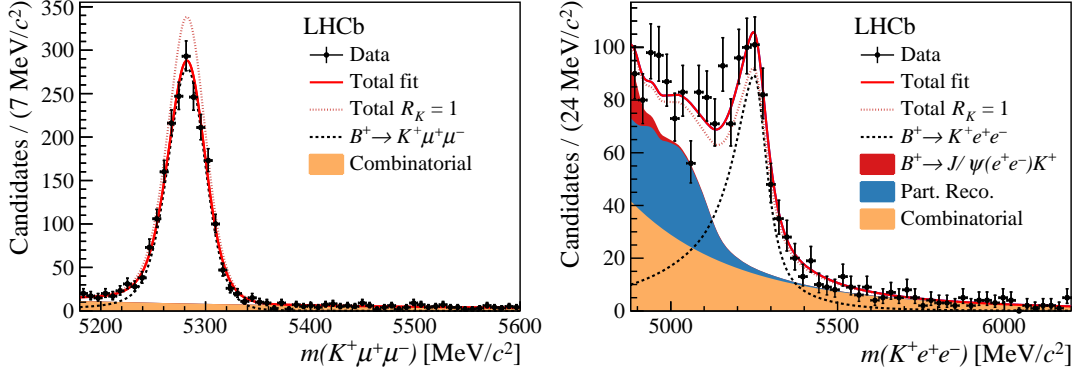 LHCb
Data
Total fit
Total R_K = 1
B⁺ → K⁺μ⁺μ⁻
Combinatorial
Candidates / (7 MeV/c²)
350
300
250
200
150
100
50
0
5200
5300
5400
5500
5600
m(K⁺μ⁺μ⁻) [MeV/c²]
LHCb
Data
Total fit
Total R_K = 1
B⁺ → K⁺e⁺e⁻
B⁺ → J/ψ(e⁺e⁻)K⁺
Part. Reco.
Combinatorial
Candidates / (24 MeV/c²)
100
80
60
40
20
0
5000
5500
6000
m(K⁺e⁺e⁻) [MeV/c²]